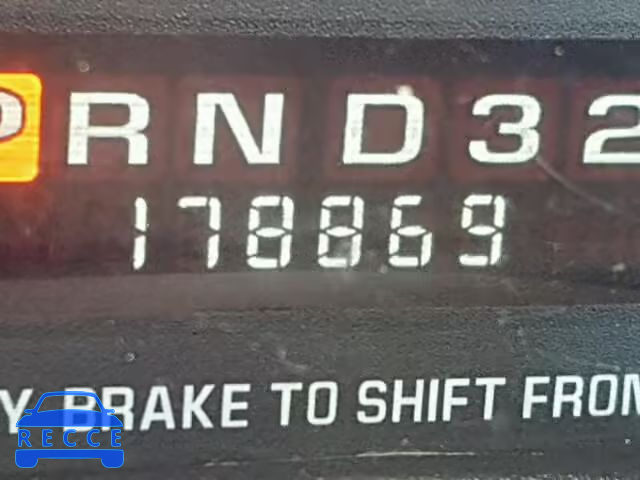 P R N D 3 2
178869
Y BRAKE TO SHIFT FROM
RECCE